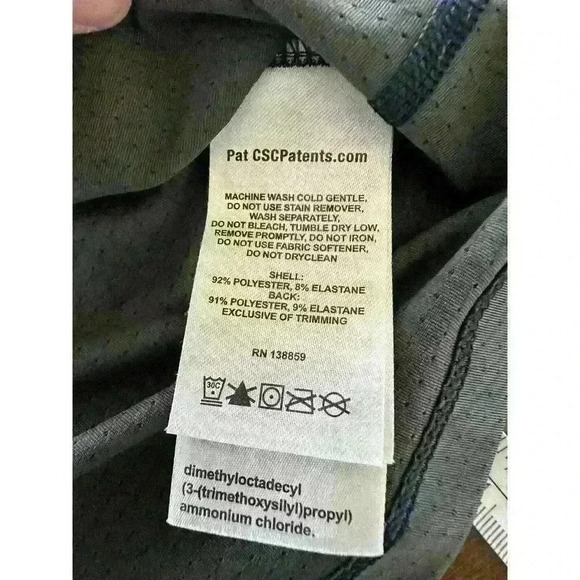 Pat CSCPatents.com
MACHINE WASH COLD GENTLE,
DO NOT USE STAIN REMOVER,
WASH SEPARATELY,
DO NOT BLEACH, TUMBLE DRY LOW,
REMOVE PROMPTLY, DO NOT IRON,
DO NOT USE FABRIC SOFTENER,
DO NOT DRYCLEAN
SHELL:
92% POLYESTER, 8% ELASTANE
BACK:
91% POLYESTER, 9% ELASTANE
EXCLUSIVE OF TRIMMING
RN 138859
30C
dimethyloctadecyl
(3-(trimethoxysilyl)propyl)
ammonium chloride.